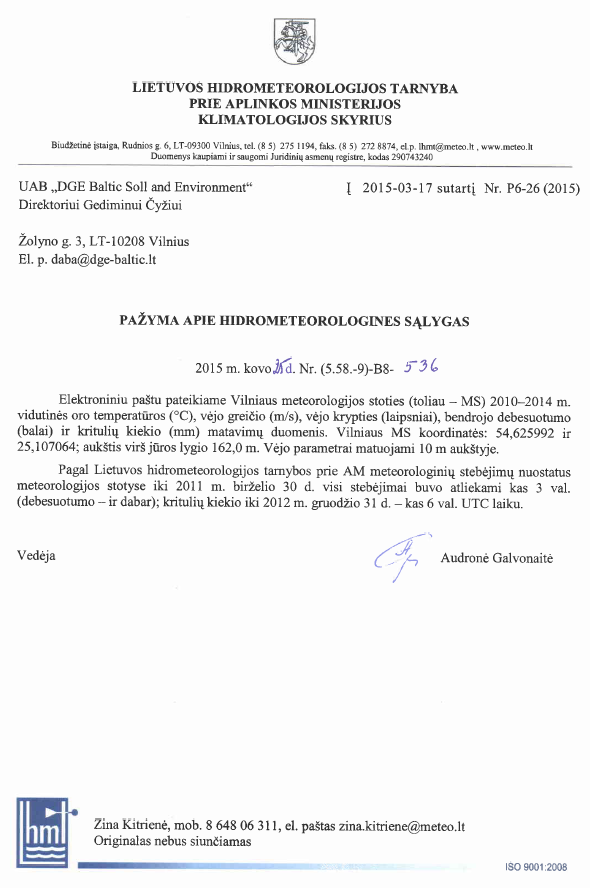 LIETUVOS HIDROMETEOROLOGIJOS TARNYBA
PRIE APLINKOS MINISTERIJOS
KLIMATOLOGIJOS SKYRIUS
Biudžetinė įstaiga, Rudnios g. 6, LT-09300 Vilnius, tel. (8 5) 275 1194, faks. (8 5) 272 8874, el.p. lhmt@meteo.lt , www.meteo.lt
Duomenys kaupiami ir saugomi Juridinių asmenų registre, kodas 290743240
UAB „DGE Baltic Soll and Environment“
Į 2015-03-17 sutartį Nr. P6-26 (2015)
Direktoriui Gediminui Čyžiui
Žolyno g. 3, LT-10208 Vilnius
El. p. daba@dge-baltic.lt
PAŽYMA APIE HIDROMETEOROLOGINES SĄLYGAS
2015 m. kovo d. Nr. (5.58.-9)-B8- 536
Elektroniniu paštu pateikiame Vilniaus meteorologijos stoties (toliau – MS) 2010–2014 m.
vidutinės oro temperatūros (°C), vėjo greičio (m/s), vėjo krypties (laipsniai), bendrojo debesuotumo
(balai) ir kritulių kiekio (mm) matavimų duomenis. Vilniaus MS koordinatės: 54,625992 ir
25,107064; aukštis virš jūros lygio 162,0 m. Vėjo parametrai matuojami 10 m aukštyje.
Pagal Lietuvos hidrometeorologijos tarnybos prie AM meteorologinių stebėjimų nuostatus
meteorologijos stotyse iki 2011 m. birželio 30 d. visi stebėjimai buvo atliekami kas 3 val.
(debesuotumo – ir dabar); kritulių kiekio iki 2012 m. gruodžio 31 d. – kas 6 val. UTC laiku.
Vedėja
Audronė Galvonaitė
hm
Zina Kitrienė, mob. 8 648 06 311, el. paštas zina.kitriene@meteo.lt
Originalas nebus siunčiamas
ISO 9001:2008